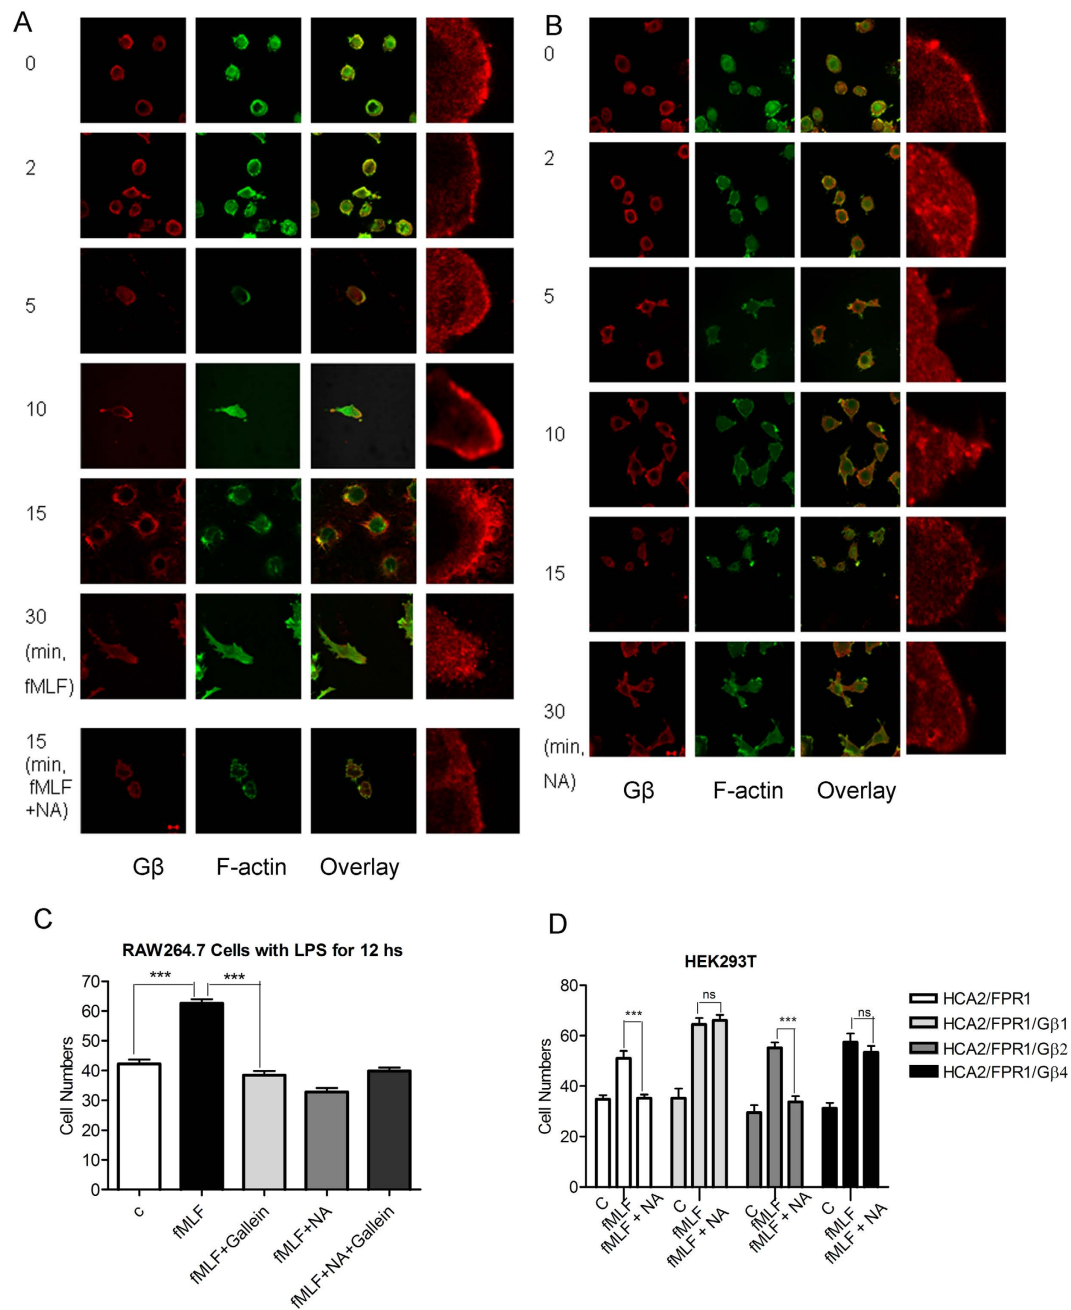 A
0
2
5
10
15
30
(min,
fMLF)
15
(min,
fMLF
+NA)
Gβ F-actin Overlay
B
0
2
5
10
15
30
(min,
NA)
Gβ F-actin Overlay
C
RAW264.7 Cells with LPS for 12 hs
Cell Numbers
70
60
50
40
30
20
10
0
*** ***
c
fMLF
fMLF+Gallein
fMLF+NA
fMLF+NA+Gallein
D
HEK293T
Cell Numbers
80
60
40
20
0
*** ns *** ns
C
fMLF
fMLF + NA
C
fMLF
fMLF + NA
C
fMLF
fMLF + NA
C
fMLF
fMLF + NA
HCA2/FPR1
HCA2/FPR1/Gβ1
HCA2/FPR1/Gβ2
HCA2/FPR1/Gβ4